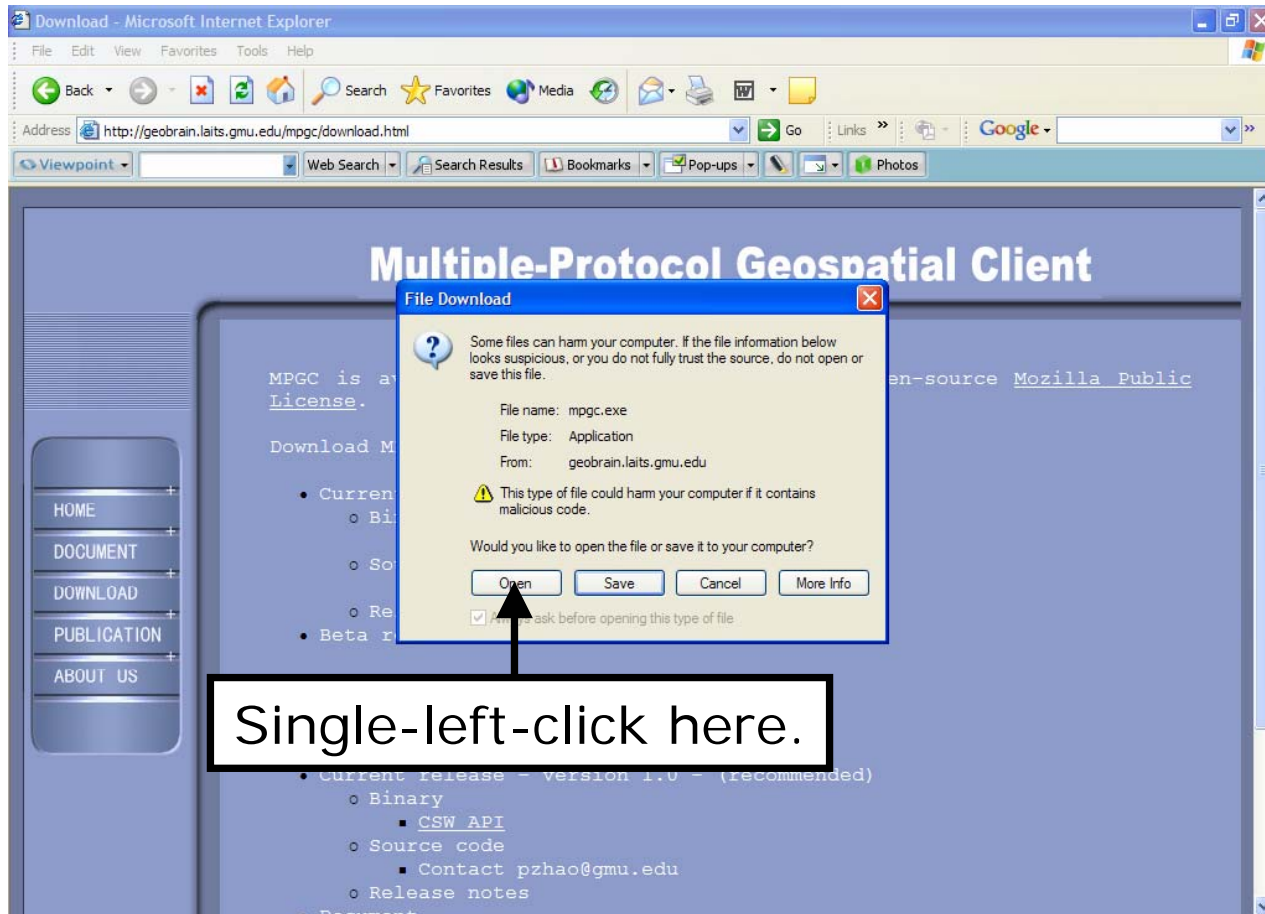 Download - Microsoft Internet Explorer
File Edit View Favorites Tools Help
Back Search Favorites Media
Address http://geobrain.laits.gmu.edu/mpgc/download.html Go Links » Google »
Viewpoint Web Search Search Results Bookmarks Pop-ups Photos
Multiple-Protocol Geospatial Client
File Download
Some files can harm your computer. If the file information below
looks suspicious, or you do not fully trust the source, do not open or
save this file.
File name: mpgc.exe
File type: Application
From: geobrain.laits.gmu.edu
This type of file could harm your computer if it contains
malicious code.
Would you like to open the file or save it to your computer?
Open Save Cancel More Info
Always ask before opening this type of file
MPGC is en-source Mozilla Public
License.
Download
HOME
DOCUMENT
DOWNLOAD
PUBLICATION
ABOUT US
Single-left-click here.
Current release - version 1.0 - (recommended)
Binary
CSW API
Source code
Contact pzhao@gmu.edu
Release notes
Document